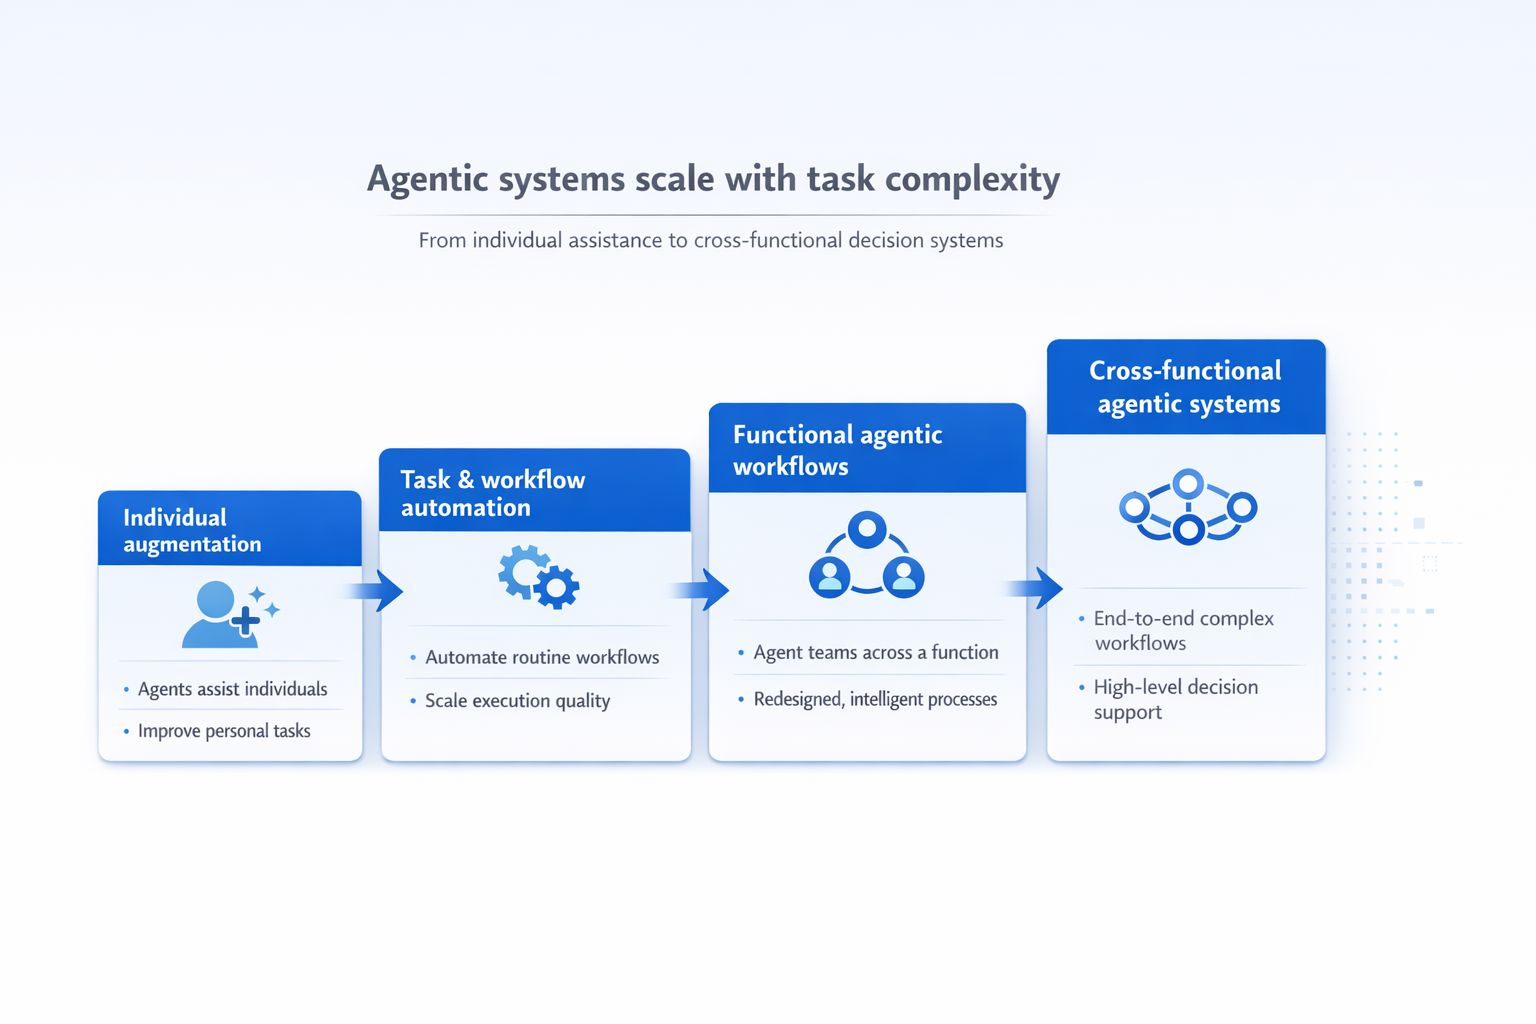 Agentic systems scale with task complexity
From individual assistance to cross-functional decision systems
Individual
augmentation
• Agents assist individuals
• Improve personal tasks
Task & workflow
automation
• Automate routine workflows
• Scale execution quality
Functional agentic
workflows
• Agent teams across a function
• Redesigned, intelligent processes
Cross-functional
agentic systems
• End-to-end complex
workflows
• High-level decision
support